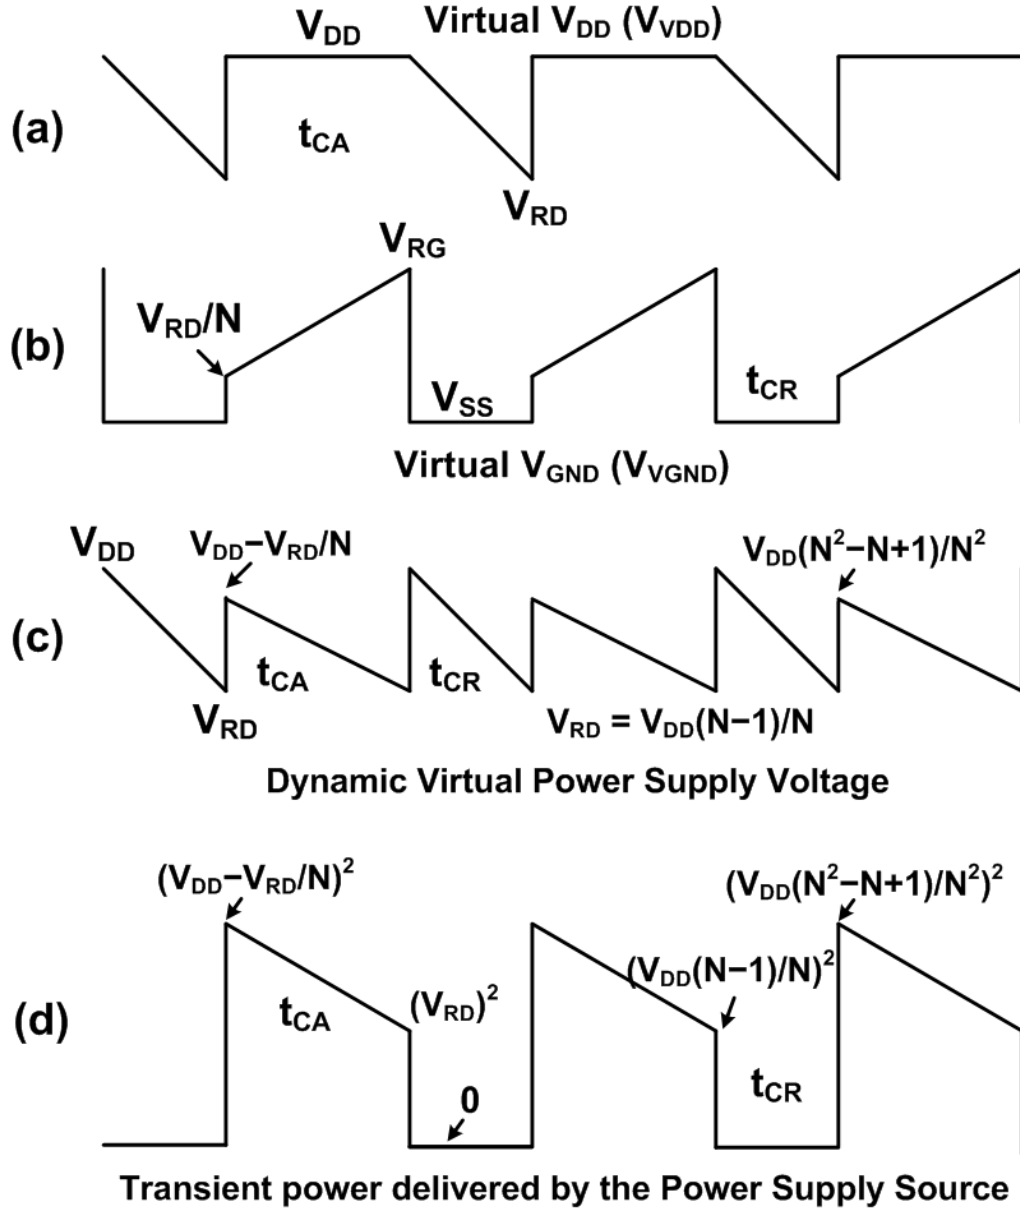 V_DD Virtual V_DD (V_VDD)
(a)
t_CA
V_RD
V_RG
V_RD/N
(b)
t_CR
V_SS
Virtual V_GND (V_VGND)
V_DD V_DD−V_RD/N V_DD(N²−N+1)/N²
(c)
t_CA t_CR
V_RD V_RD = V_DD(N−1)/N
Dynamic Virtual Power Supply Voltage
(V_DD−V_RD/N)² (V_DD(N²−N+1)/N²)²
(V_DD(N−1)/N)²
(d) t_CA (V_RD)²
0 t_CR
Transient power delivered by the Power Supply Source